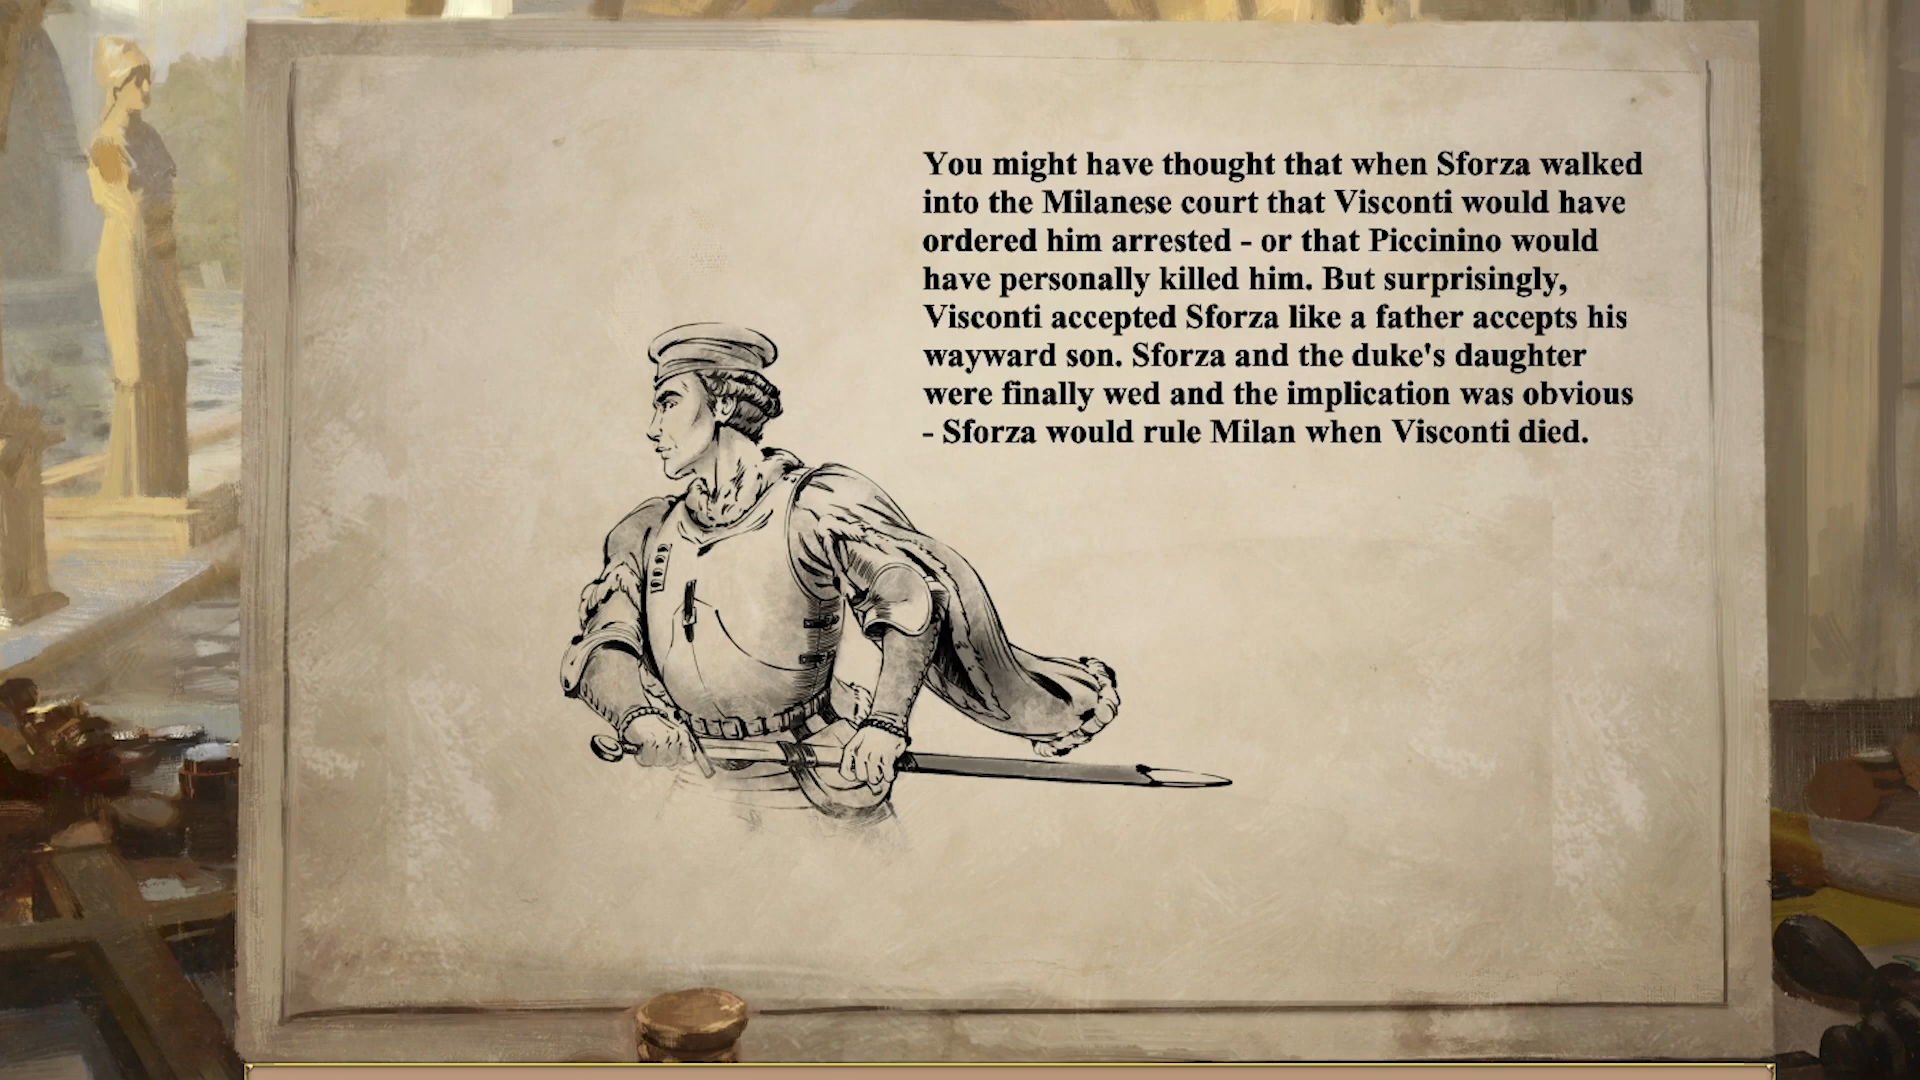 You might have thought that when Sforza walked
into the Milanese court that Visconti would have
ordered him arrested - or that Piccinino would
have personally killed him. But surprisingly,
Visconti accepted Sforza like a father accepts his
wayward son. Sforza and the duke's daughter
were finally wed and the implication was obvious
- Sforza would rule Milan when Visconti died.